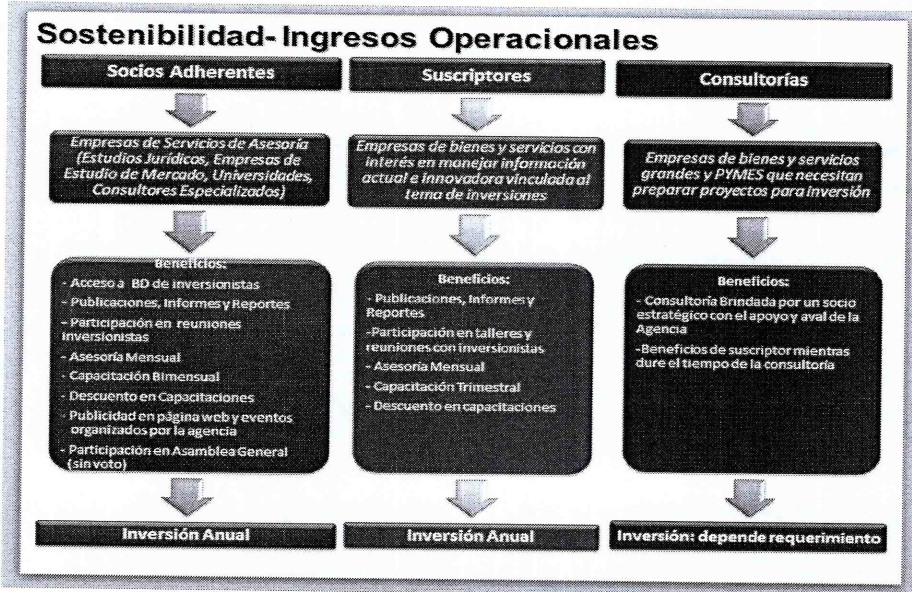 Sostenibilidad- Ingresos Operacionales
Socios Adherentes
Empresas de Servicios de Asesoría
(Estudios Jurídicos, Empresas de
Estudio de Mercado, Universidades,
Consultores Especializados)
Beneficios:
- Acceso a BD de inversionistas
- Publicaciones, Informes y Reportes
- Participación en reuniones
inversionistas
- Asesoría Mensual
- Capacitación Bimensual
- Descuento en Capacitaciones
- Publicidad en página web y eventos
organizados por la agencia
- Participación en Asamblea General
(sin voto)
Inversión Anual
Suscriptores
Empresas de bienes y servicios con
interés en manejar información
actual e innovadora vinculada al
tema de inversiones
Beneficios:
- Publicaciones, Informes y
Reportes
-Participación en talleres y
reuniones con inversionistas
- Asesoría Mensual
- Capacitación Trimestral
- Descuento en capacitaciones
Inversión Anual
Consultorías
Empresas de bienes y servicios
grandes y PYMES que necesitan
preparar proyectos para inversión
Beneficios:
- Consultoría Brindada por un socio
estratégico con el apoyo y aval de la
Agencia
-Beneficios de suscriptor mientras
dure el tiempo de la consultoría
Inversión: depende requerimiento